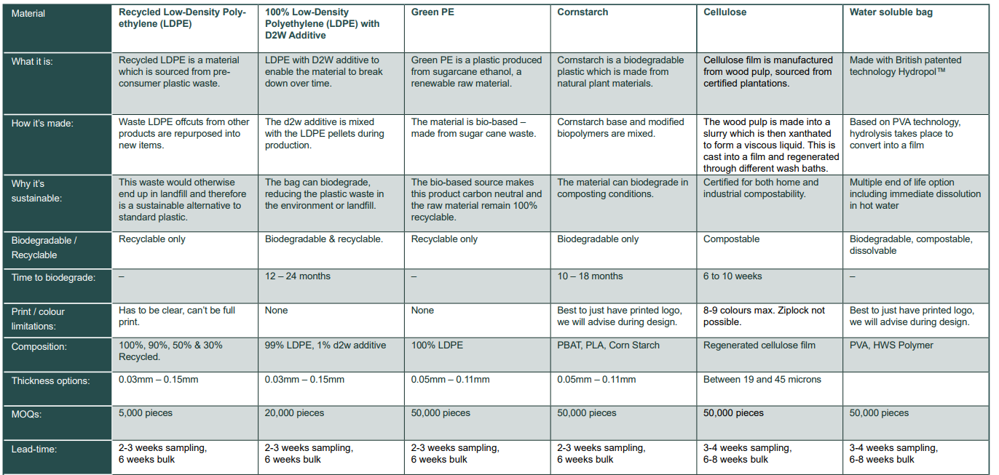 Material
Recycled Low-Density Poly-
ethylene (LDPE)
100% Low-Density
Polyethylene (LDPE) with
D2W Additive
Green PE
Cornstarch
Cellulose
Water soluble bag
What it is:
Recycled LDPE is a material
which is sourced from pre-
consumer plastic waste.
LDPE with D2W additive to
enable the material to break
down over time.
Green PE is a plastic produced
from sugarcane ethanol, a
renewable raw material.
Cornstarch is a biodegradable
plastic which is made from
natural plant materials.
Cellulose film is manufactured
from wood pulp, sourced from
certified plantations.
Made with British patented
technology Hydropol™
How it's made:
Waste LDPE offcuts from other
products are repurposed into
new items.
The d2w additive is mixed
with the LDPE pellets during
production.
The material is bio-based –
made from sugar cane waste.
Cornstarch base and modified
biopolymers are mixed.
The wood pulp is made into a
slurry which is then xanthated
to form a viscous liquid. This is
cast into a film and regenerated
through different wash baths.
Based on PVA technology,
hydrolysis takes place to
convert into a film
Why it's
sustainable:
This waste would otherwise
end up in landfill and therefore
is a sustainable alternative to
standard plastic.
The bag can biodegrade,
reducing the plastic waste in
the environment or landfill.
The bio-based source makes
this product carbon neutral and
the raw material remain 100%
recyclable.
The material can biodegrade in
composting conditions.
Certified for both home and
industrial compostability.
Multiple end of life option
including immediate dissolution
in hot water
Biodegradable /
Recyclable
Recyclable only
Biodegradable & recyclable.
Recyclable only
Biodegradable only
Compostable
Biodegradable, compostable,
dissolvable
Time to biodegrade:
–
12 – 24 months
–
10 – 18 months
6 to 10 weeks
–
Print / colour
limitations:
Has to be clear, can't be full
print.
None
None
Best to just have printed logo,
we will advise during design.
8-9 colours max. Ziplock not
possible.
Best to just have printed logo,
we will advise during design.
Composition:
100%, 90%, 50% & 30%
Recycled.
99% LDPE, 1% d2w additive
100% LDPE
PBAT, PLA, Corn Starch
Regenerated cellulose film
PVA, HWS Polymer
Thickness options:
0.03mm – 0.15mm
0.03mm – 0.15mm
0.05mm – 0.11mm
0.05mm – 0.11mm
Between 19 and 45 microns
MOQs:
5,000 pieces
20,000 pieces
50,000 pieces
50,000 pieces
50,000 pieces
50,000 pieces
Lead-time:
2-3 weeks sampling,
6 weeks bulk
2-3 weeks sampling,
6 weeks bulk
2-3 weeks sampling,
6 weeks bulk
2-3 weeks sampling,
6 weeks bulk
3-4 weeks sampling,
6-8 weeks bulk
3-4 weeks sampling,
6-8 weeks bulk